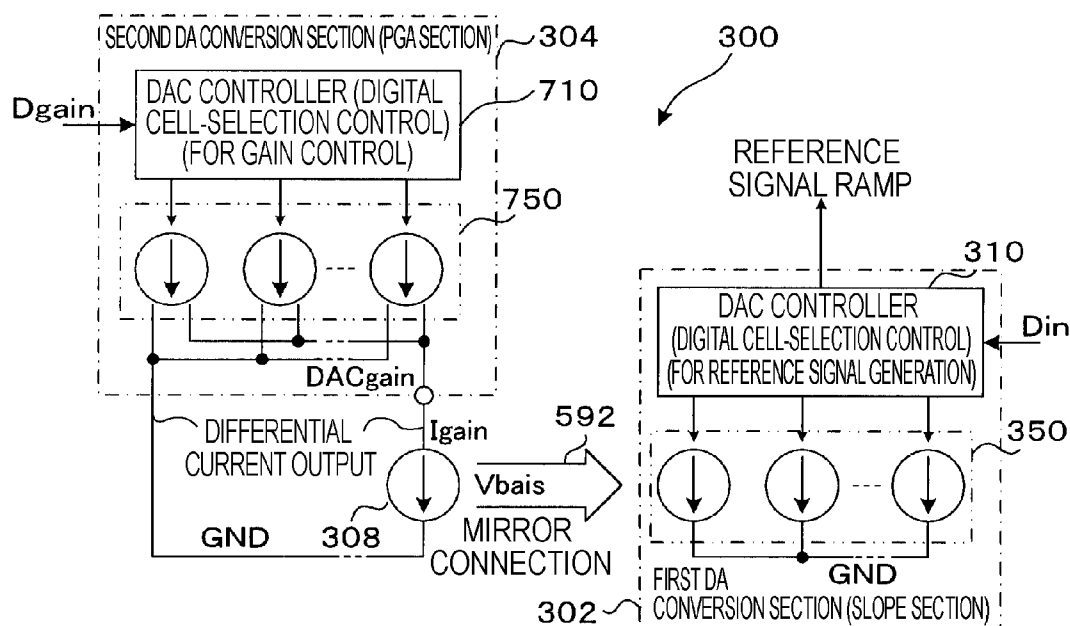 SECOND DA CONVERSION SECTION (PGA SECTION)
304
300
Dgain
DAC CONTROLLER (DIGITAL
CELL-SELECTION CONTROL)
(FOR GAIN CONTROL)
710
REFERENCE
SIGNAL RAMP
750
310
DAC CONTROLLER
(DIGITAL CELL-SELECTION CONTROL)
(FOR REFERENCE SIGNAL GENERATION)
Din
DACgain
DIFFERENTIAL
CURRENT OUTPUT
Igain
592
350
Vbais
308
GND
MIRROR
CONNECTION
GND
FIRST DA
CONVERSION SECTION (SLOPE SECTION)
302